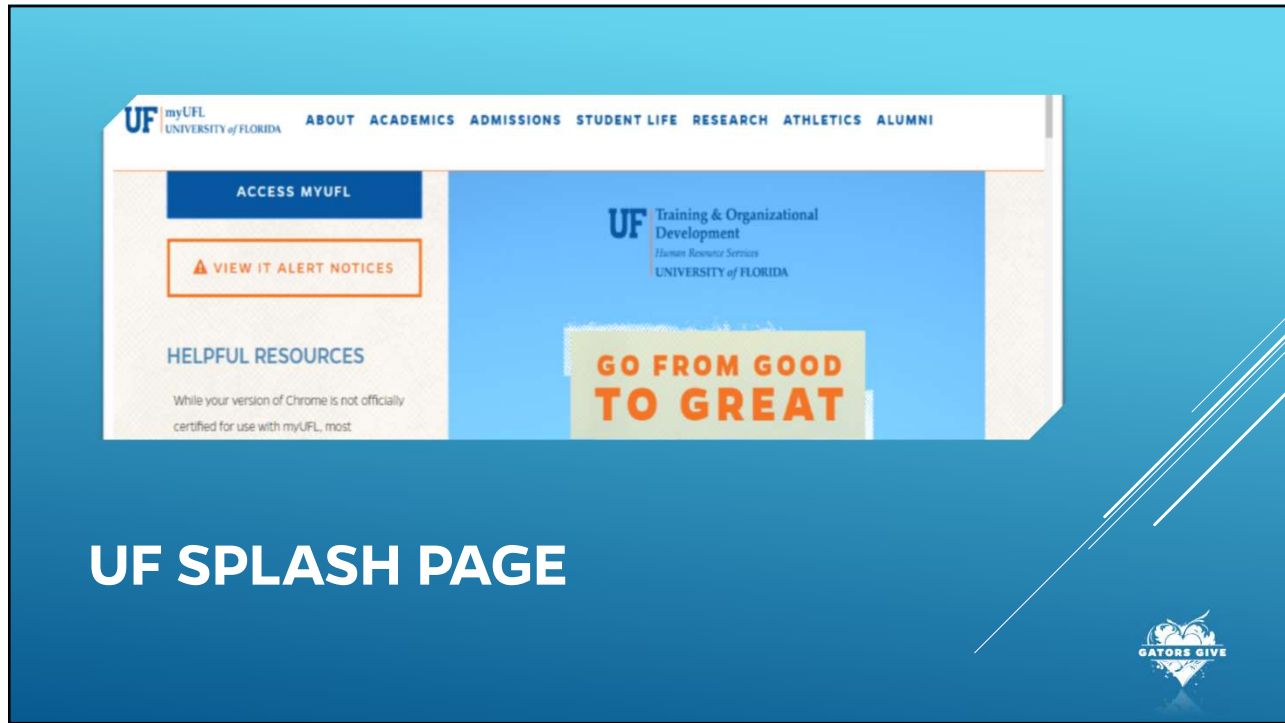 UF myUFL
UNIVERSITY of FLORIDA
ABOUT ACADEMICS ADMISSIONS STUDENT LIFE RESEARCH ATHLETICS ALUMNI
ACCESS MYUFL
VIEW IT ALERT NOTICES
HELPFUL RESOURCES
While your version of Chrome is not officially
certified for use with myUFL, most
UF Training & Organizational
Development
Human Resource Services
UNIVERSITY of FLORIDA
GO FROM GOOD
TO GREAT
UF SPLASH PAGE
GATORS GIVE